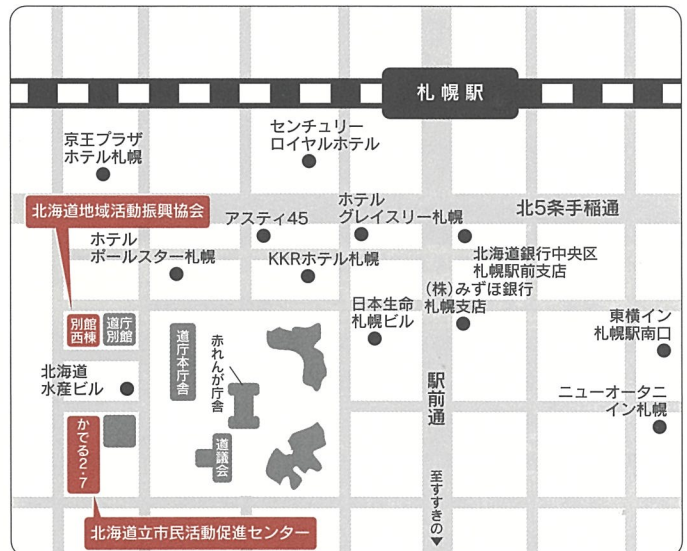 札幌駅
京王プラザ
ホテル札幌
センチュリー
ロイヤルホテル
北海道地域活動振興協会
アスティ45
ホテル
グレイスリー札幌
北5条手稲通
ホテル
ポールスター札幌
KKRホテル札幌
北海道銀行中央区
札幌駅前支店
(株)みずほ銀行
札幌支店
日本生命
札幌ビル
東横イン
札幌駅南口
別館
西棟
道庁
別館
道庁本庁舎
赤れんが庁舎
北海道
水産ビル
駅前通
ニューオータニ
イン札幌
かでる2・7
道議会
至すすきの▼
北海道立市民活動促進センター